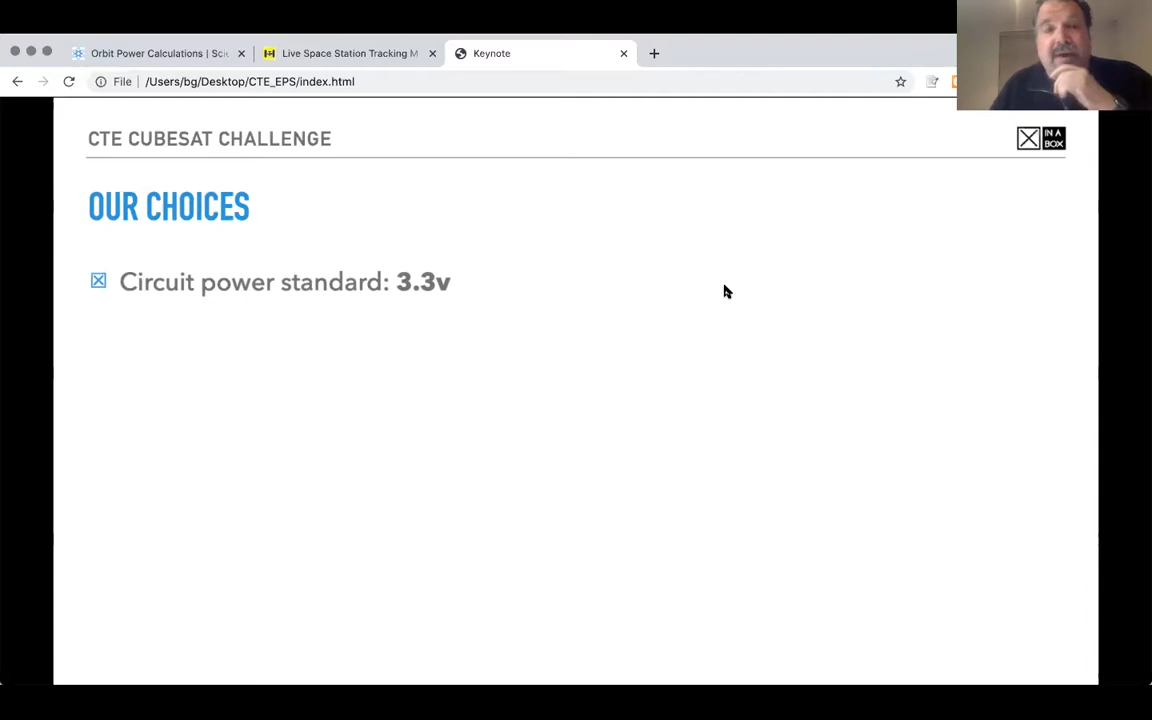 Orbit Power Calculations | Sci
Live Space Station Tracking M
Keynote
File
/Users/bg/Desktop/CTE_EPS/index.html
CTE CUBESAT CHALLENGE
IN A
BOX
OUR CHOICES
Circuit power standard: 3.3v